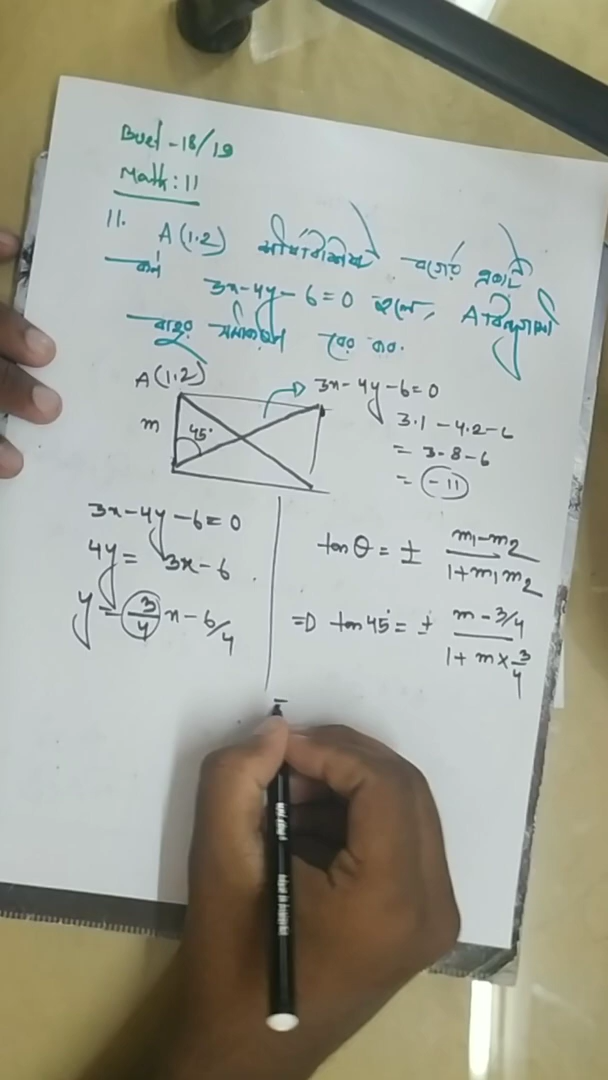 Buet - 18/19
Math: 11
11. A(1.2) শীর্ষবিশিষ্ট বর্গের একটি
কর্ণ 3x-4y-6=0 হলে, A বিন্দুগামী
বাহুর সমীকরণ বের কর.
A(1.2)
3x-4y-6=0
m
45°
3.1-4.2-6
= 3-8-6
= -11
3x-4y-6=0
4y= 3x-6
y= 3/4 x - 6/4
tanθ = ± m₁-m₂ / 1+m₁m₂
=> tan45° = ± m-3/4 / 1+m×3/4